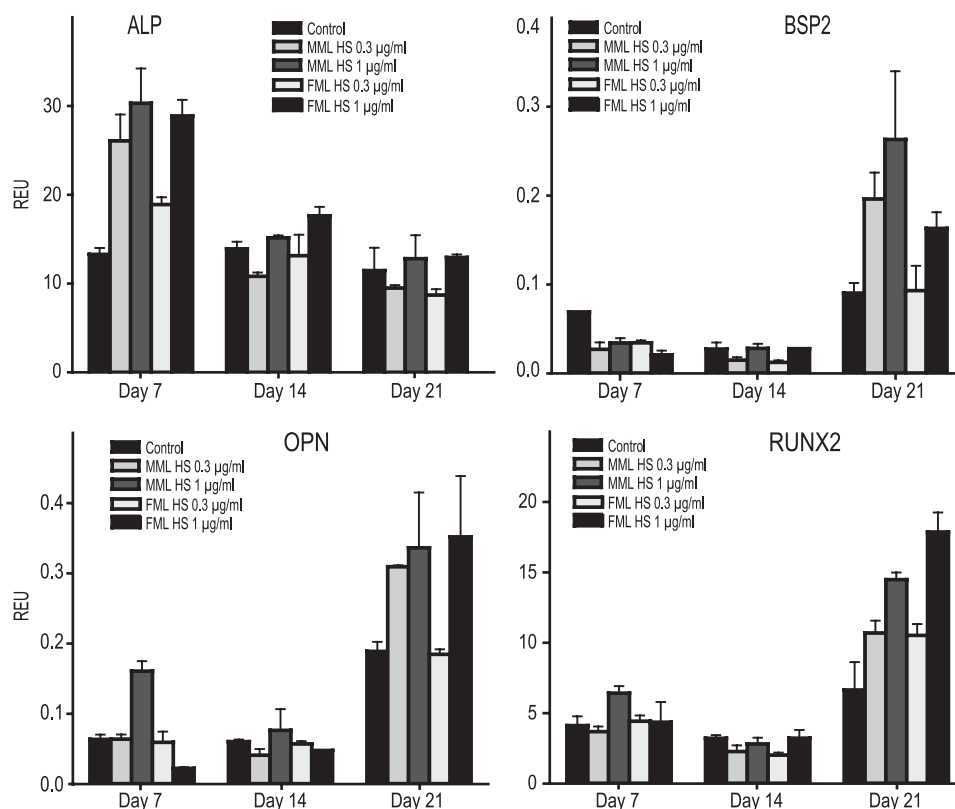 ALP
Control
MML HS 0.3 µg/ml
MML HS 1 µg/ml
FML HS 0.3 µg/ml
FML HS 1 µg/ml
REU
30
20
10
0
Day 7
Day 14
Day 21
BSP2
Control
MML HS 0.3 µg/ml
MML HS 1 µg/ml
FML HS 0.3 µg/ml
FML HS 1 µg/ml
0.4
0.3
0.2
0.1
0.0
Day 7
Day 14
Day 21
OPN
Control
MML HS 0.3 µg/ml
MML HS 1 µg/ml
FML HS 0.3 µg/ml
FML HS 1 µg/ml
REU
0.4
0.3
0.2
0.1
0.0
Day 7
Day 14
Day 21
RUNX2
Control
MML HS 0.3 µg/ml
MML HS 1 µg/ml
FML HS 0.3 µg/ml
FML HS 1 µg/ml
20
15
10
5
0
Day 7
Day 14
Day 21